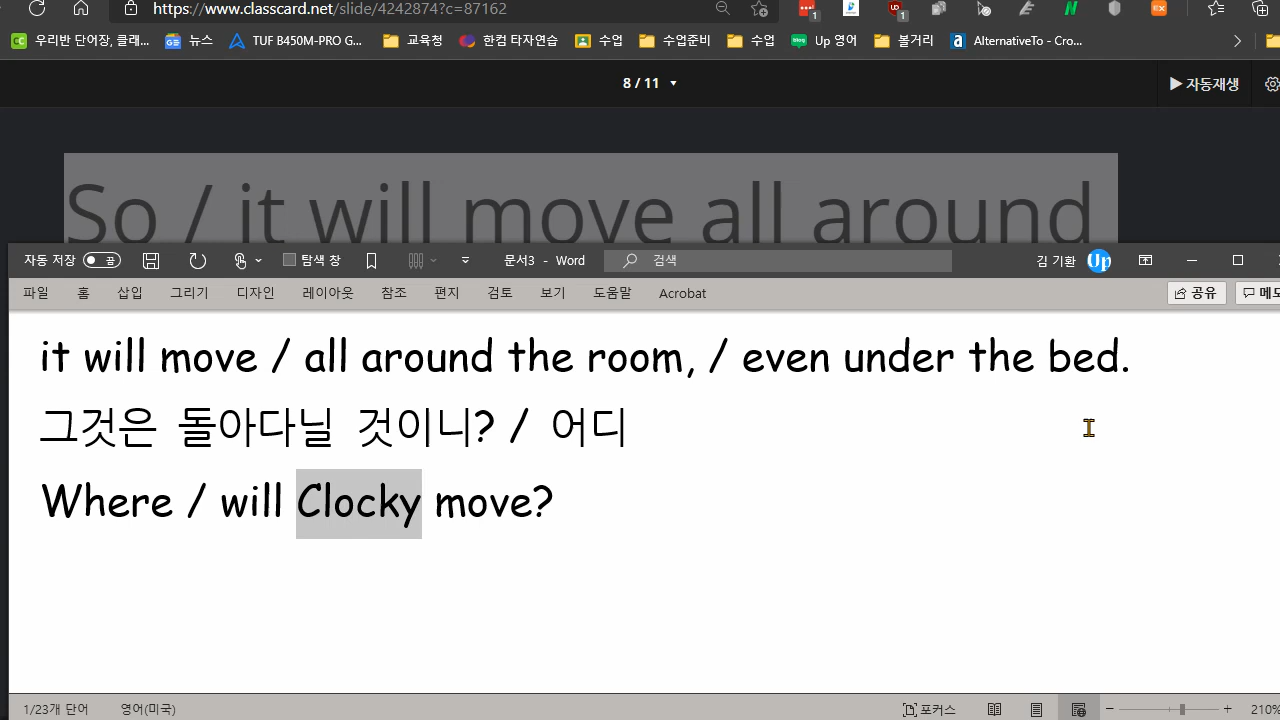 https://www.classcard.net/slide/4242874?c=87162
1
1
우리반 단어장, 클래...
뉴스
TUF B450M-PRO G...
교육청
한컴 타자연습
수업
수업준비
수업
Up 영어
볼거리
AlternativeTo - Cro...
8 / 11
자동재생
So / it will move all around
자동 저장
탐색 창
문서3 - Word
검색
김 기환
Up
파일 홈 삽입 그리기 디자인 레이아웃 참조 편지 검토 보기 도움말 Acrobat
공유
메모
it will move / all around the room, / even under the bed.
그것은 돌아다닐 것이니? / 어디
Where / will Clocky move?
1/23개 단어
영어(미국)
포커스
210%